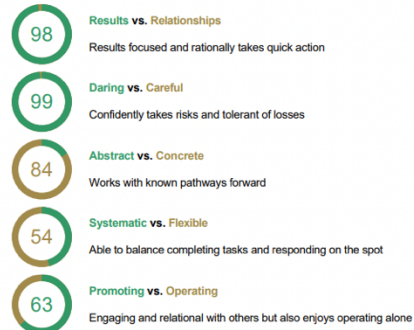 98
Results vs. Relationships
Results focused and rationally takes quick action
99
Daring vs. Careful
Confidently takes risks and tolerant of losses
84
Abstract vs. Concrete
Works with known pathways forward
54
Systematic vs. Flexible
Able to balance completing tasks and responding on the spot
63
Promoting vs. Operating
Engaging and relational with others but also enjoys operating alone